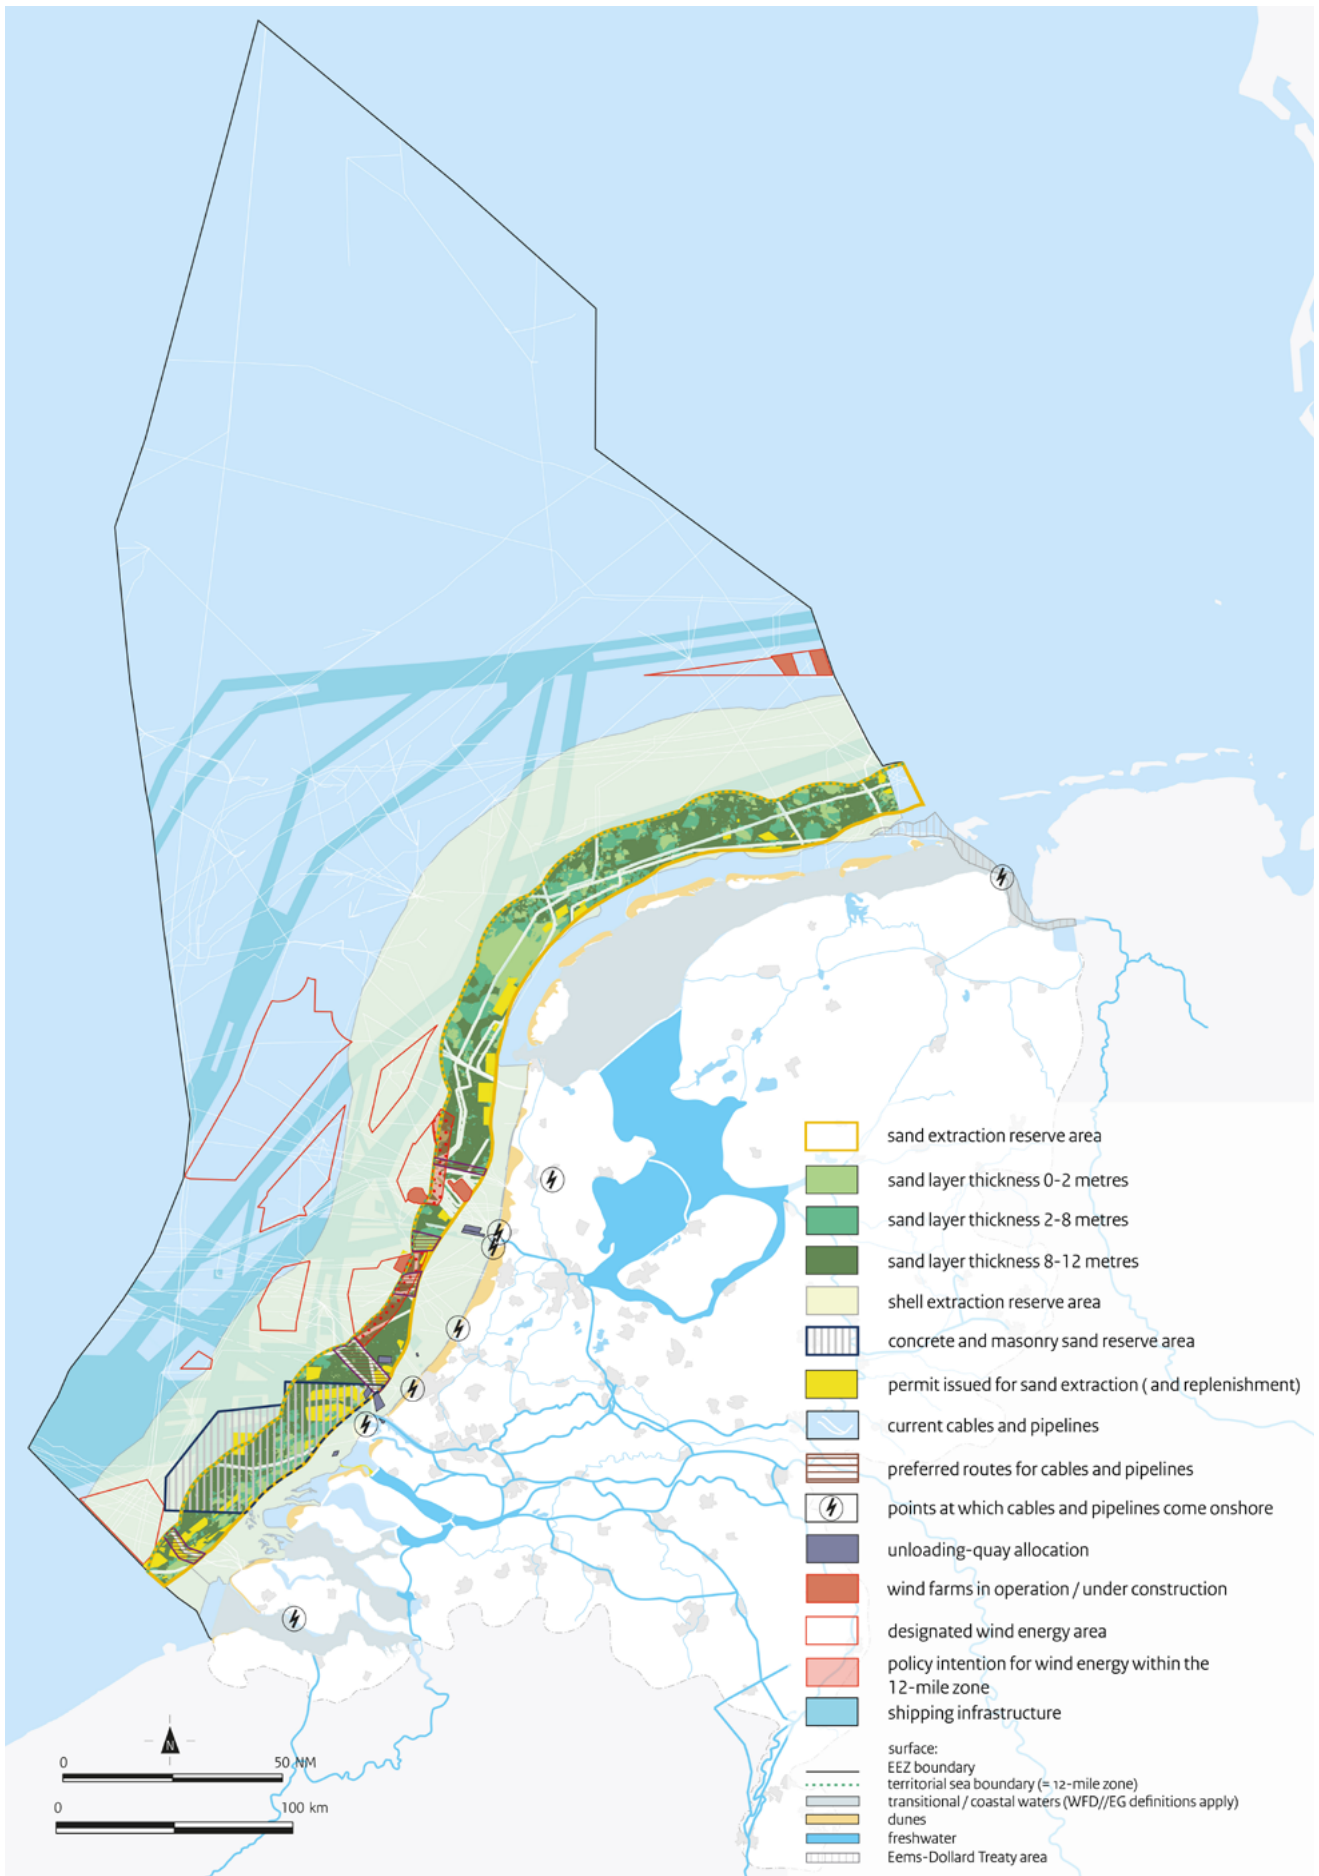 sand extraction reserve area
sand layer thickness 0-2 metres
sand layer thickness 2-8 metres
sand layer thickness 8-12 metres
shell extraction reserve area
concrete and masonry sand reserve area
permit issued for sand extraction ( and replenishment)
current cables and pipelines
preferred routes for cables and pipelines
points at which cables and pipelines come onshore
unloading-quay allocation
wind farms in operation / under construction
designated wind energy area
policy intention for wind energy within the
12-mile zone
shipping infrastructure
surface:
EEZ boundary
territorial sea boundary (= 12-mile zone)
transitional / coastal waters (WFD//EG definitions apply)
dunes
freshwater
Eems-Dollard Treaty area
N
0 50 NM
0 100 km